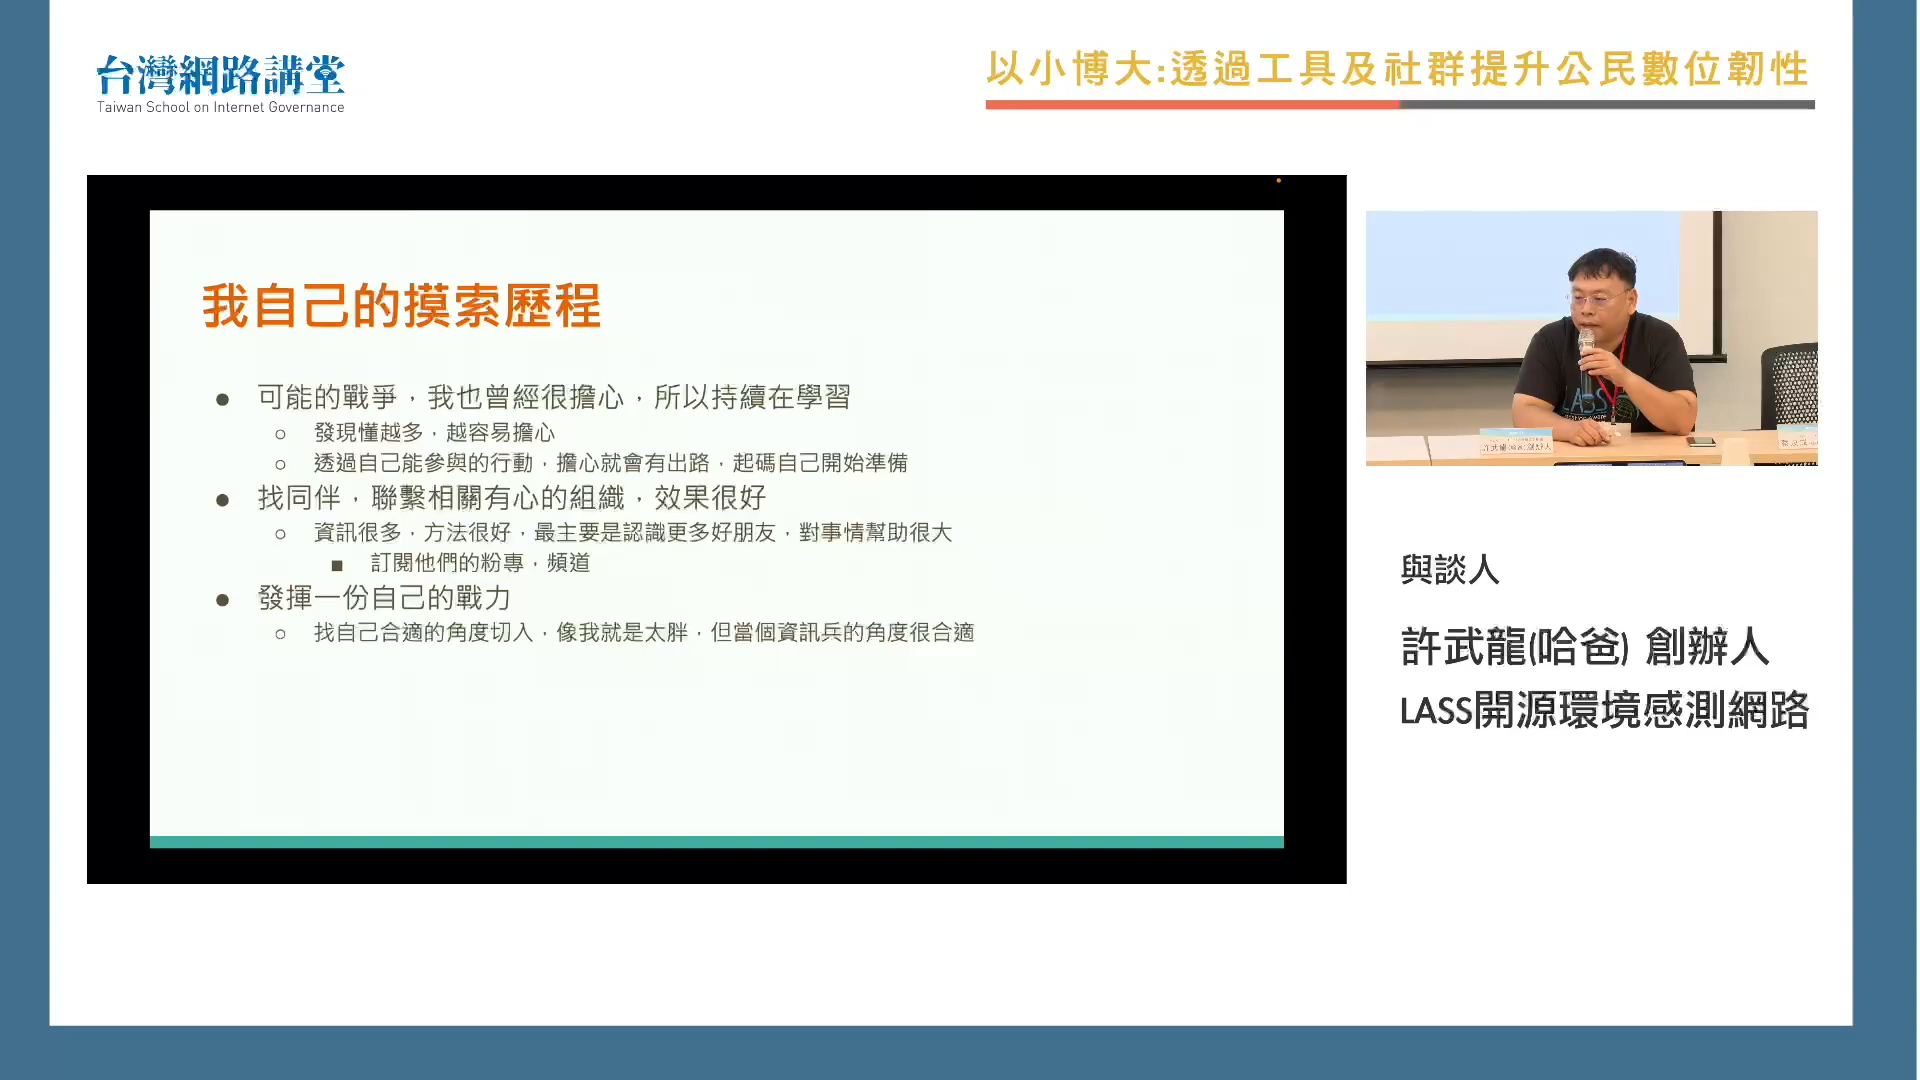 台灣網路講堂
Taiwan School on Internet Governance
以小博大:透過工具及社群提升公民數位韌性
我自己的摸索歷程
● 可能的戰爭，我也曾經很擔心，所以持續在學習
○ 發現懂越多，越容易擔心
○ 透過自己能參與的行動，擔心就會有出路，起碼自己開始準備
● 找同伴，聯繫相關有心的組織，效果很好
○ 資訊很多，方法很好，最主要是認識更多好朋友，對事情幫助很大
■ 訂閱他們的粉專，頻道
● 發揮一份自己的戰力
○ 找自己合適的角度切入，像我就是太胖，但當個資訊兵的角度很合適
LASS
許武龍(哈爸)創辦人
與談人
許武龍(哈爸) 創辦人
LASS開源環境感測網路